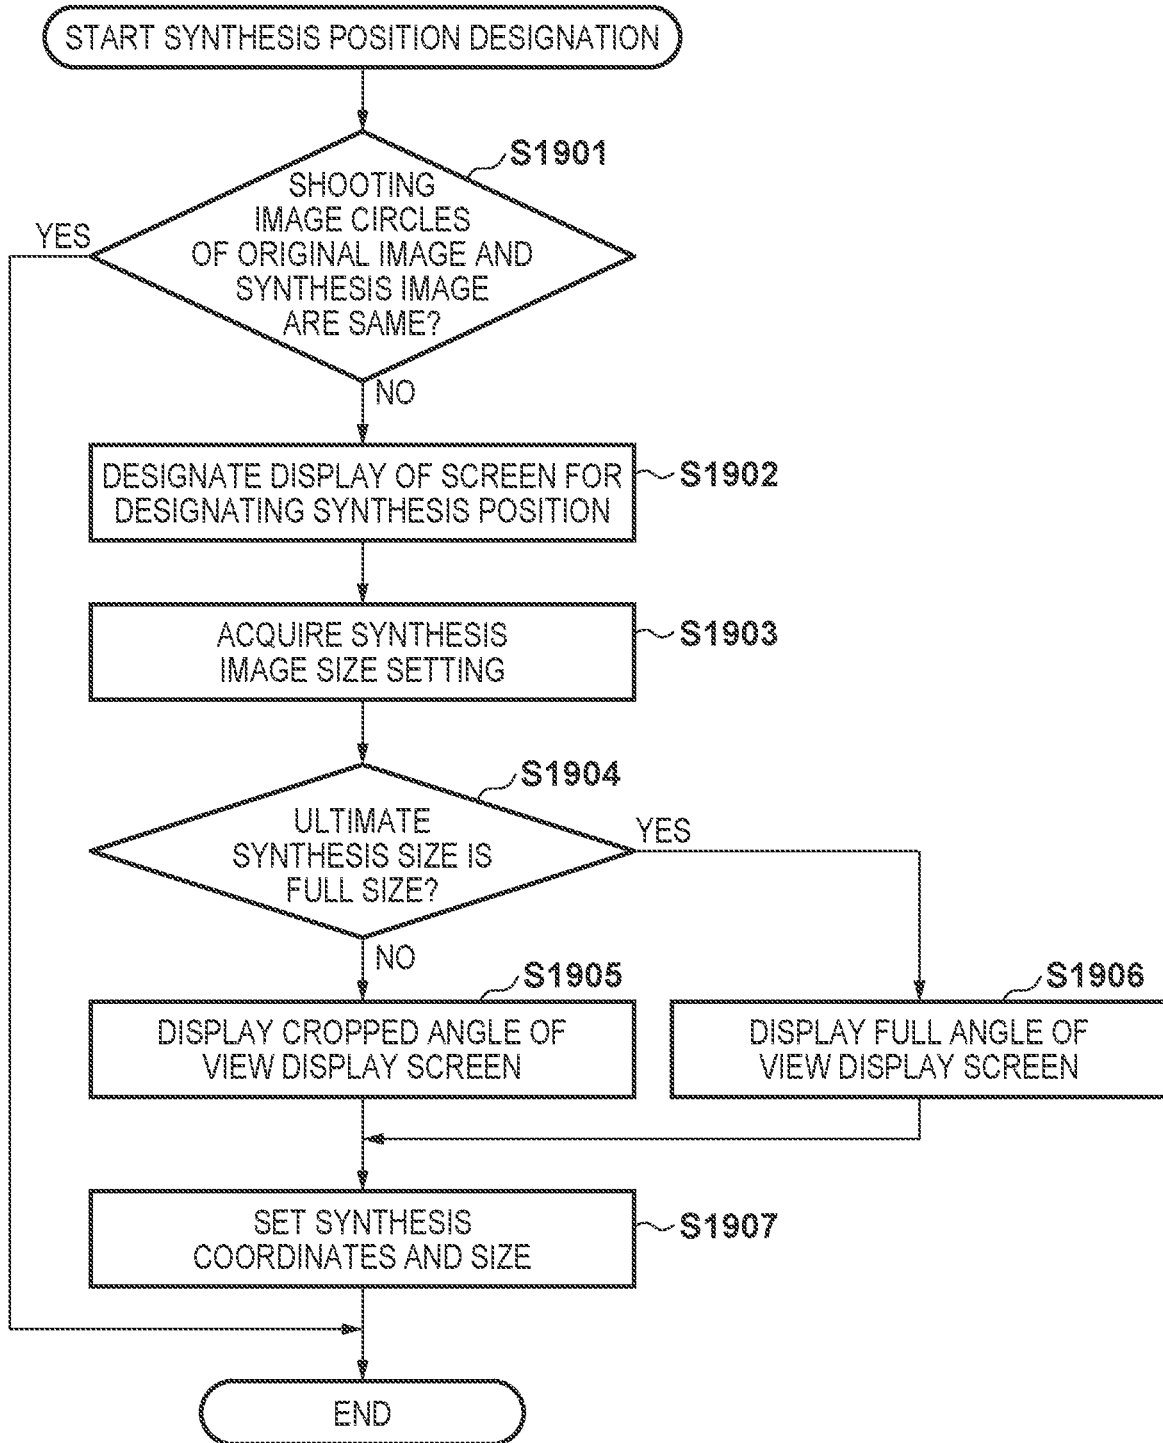 START SYNTHESIS POSITION DESIGNATION
S1901
SHOOTING
IMAGE CIRCLES
OF ORIGINAL IMAGE AND
SYNTHESIS IMAGE
ARE SAME?
YES
NO
DESIGNATE DISPLAY OF SCREEN FOR
DESIGNATING SYNTHESIS POSITION
S1902
ACQUIRE SYNTHESIS
IMAGE SIZE SETTING
S1903
S1904
ULTIMATE
SYNTHESIS SIZE IS
FULL SIZE?
YES
NO
S1905
DISPLAY CROPPED ANGLE OF
VIEW DISPLAY SCREEN
S1906
DISPLAY FULL ANGLE OF
VIEW DISPLAY SCREEN
SET SYNTHESIS
COORDINATES AND SIZE
S1907
END